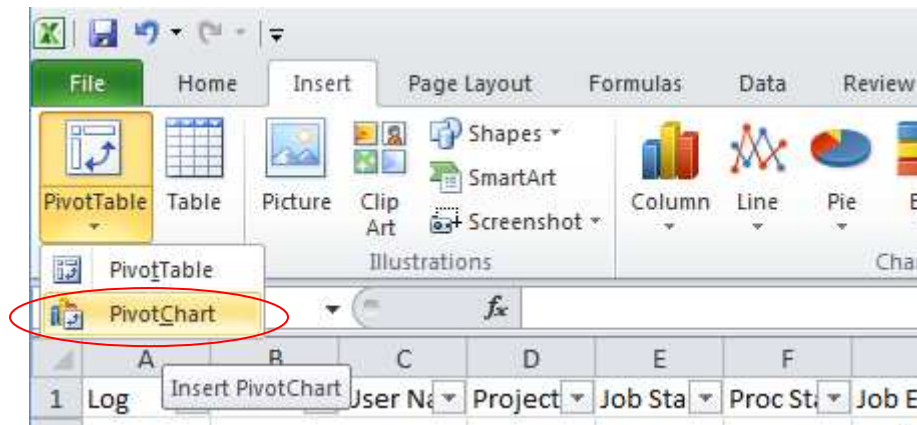 File Home Insert Page Layout Formulas Data Review
Shapes
SmartArt
PivotTable Table Picture Clip Art Screenshot Column Line Pie
Illustrations
PivotTable
PivotChart
fx
A B C D E F
Insert PivotChart
1 Log User Na Project Job Sta Proc Sta Job E